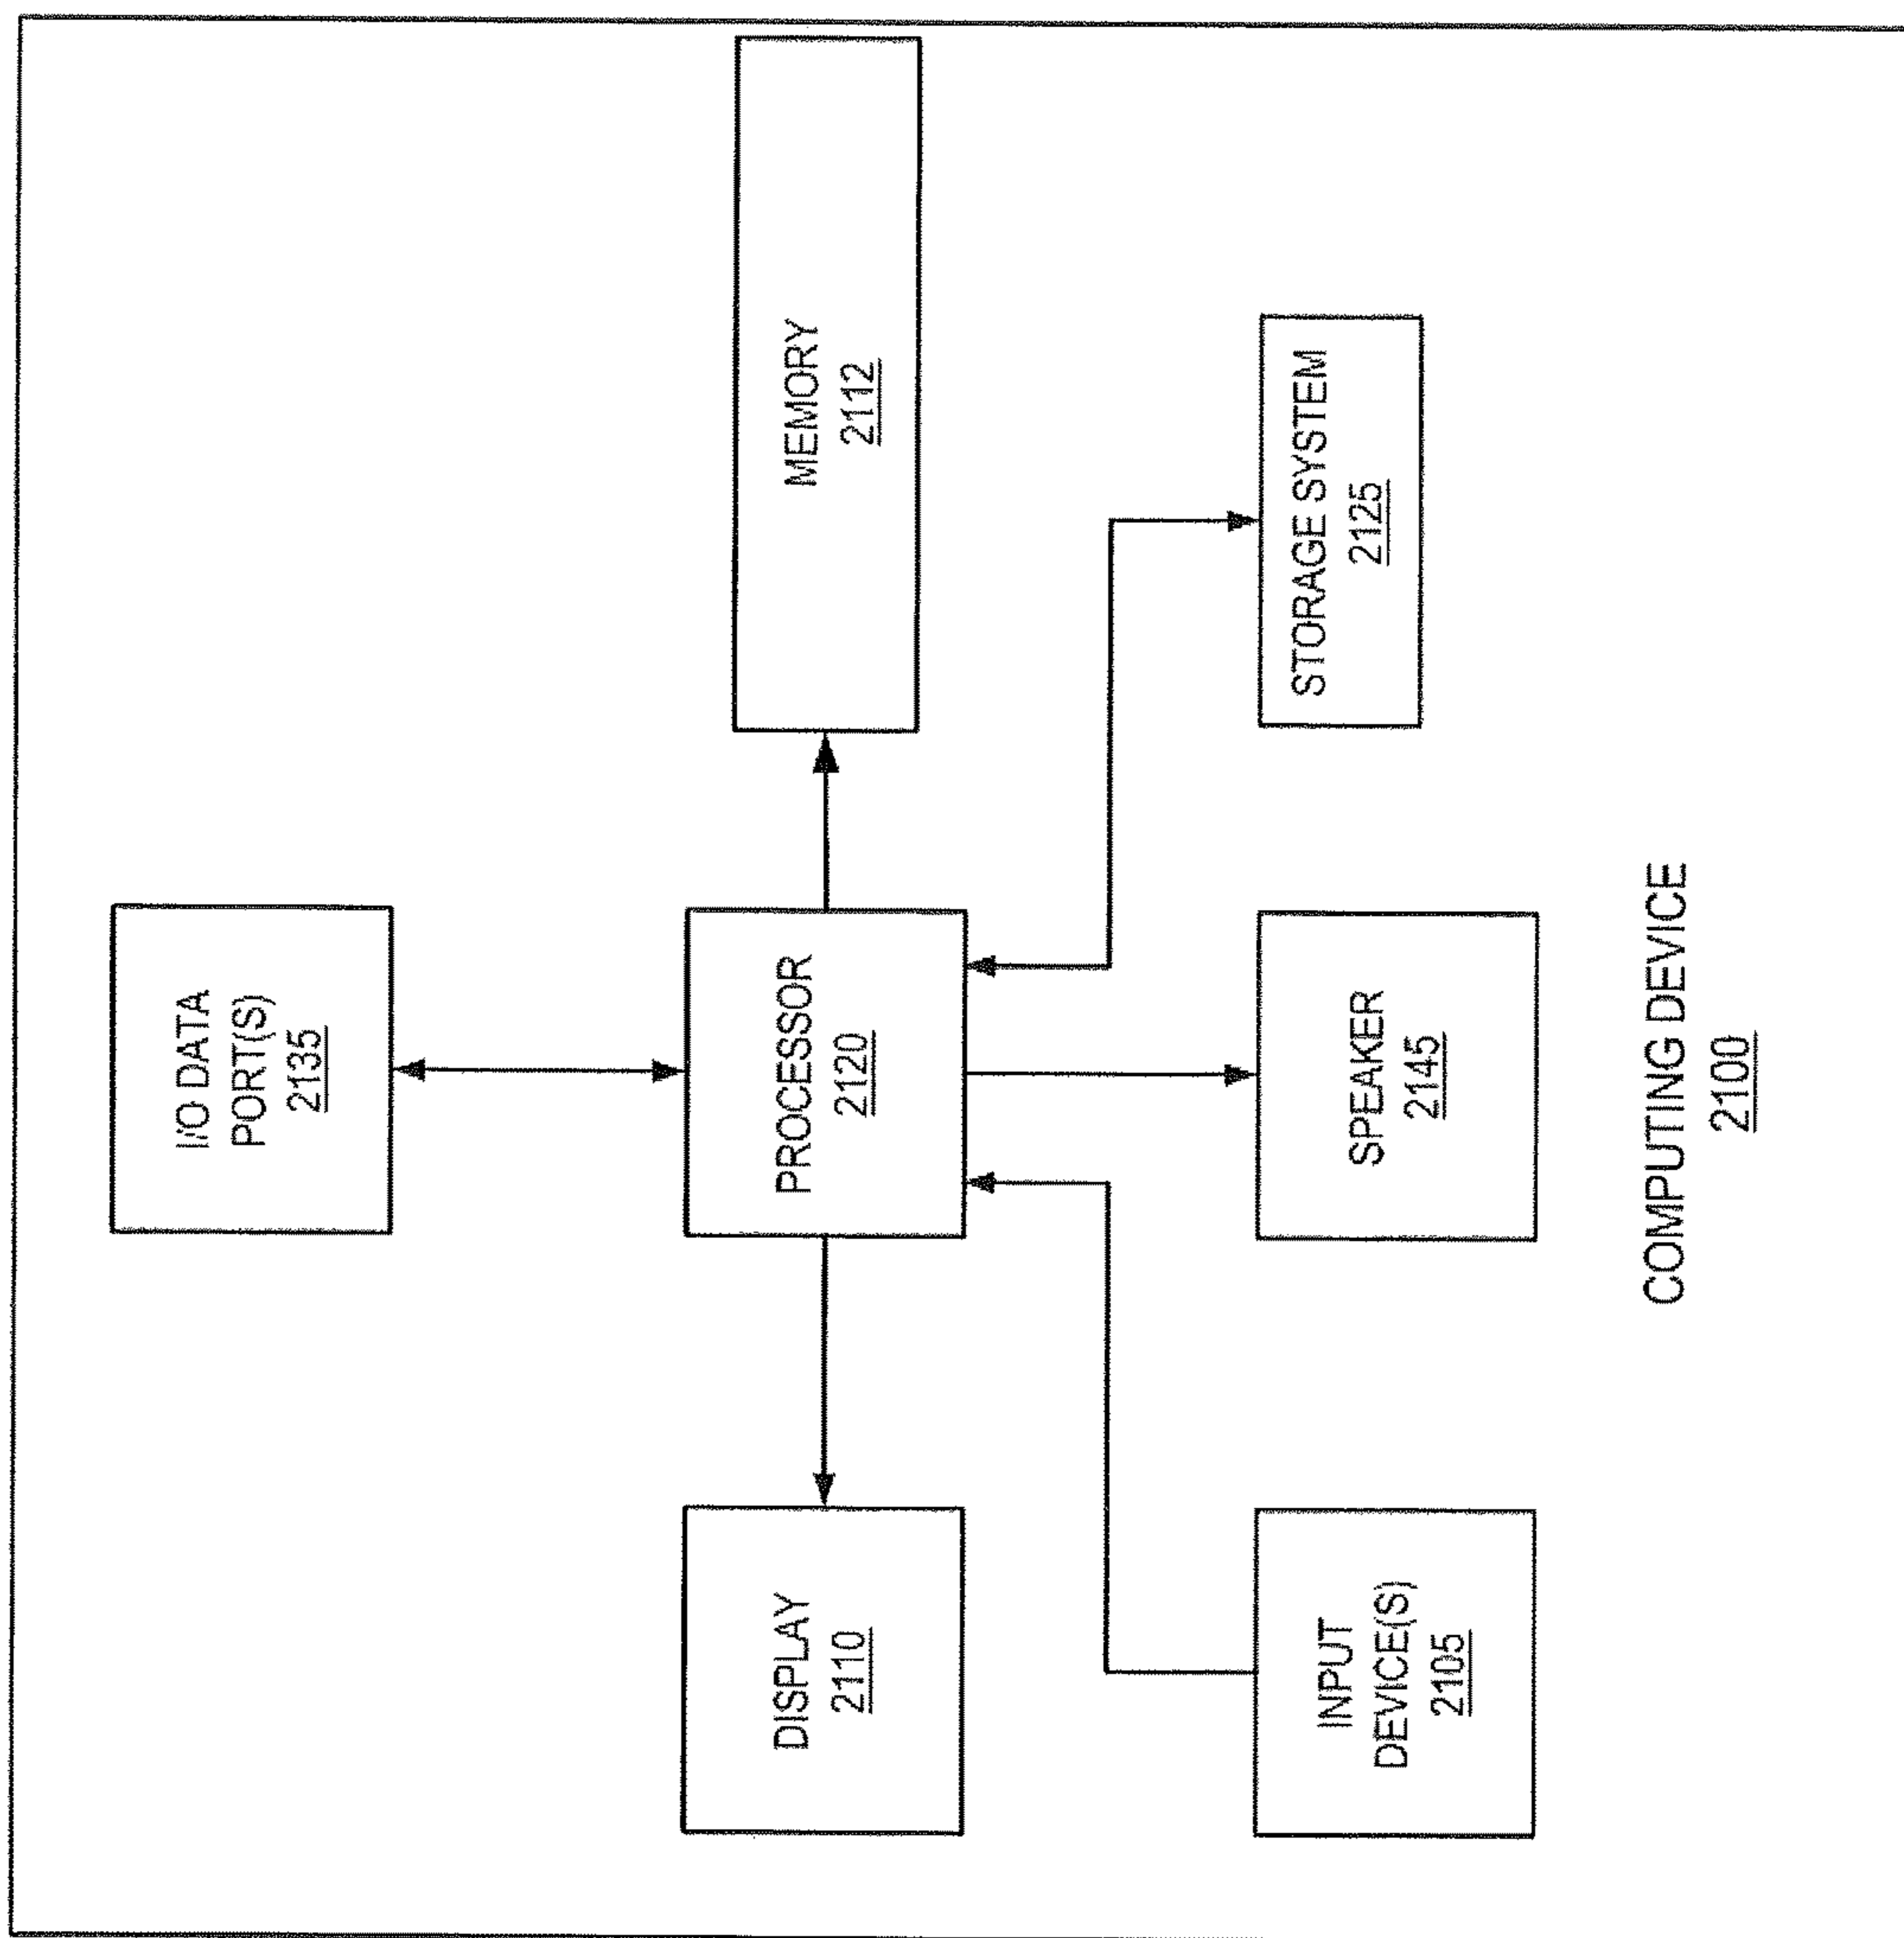 I/O DATA
PORT(S)
2135
DISPLAY
2110
PROCESSOR
2120
MEMORY
2112
INPUT
DEVICE(S)
2105
SPEAKER
2145
STORAGE SYSTEM
2125
COMPUTING DEVICE
2100